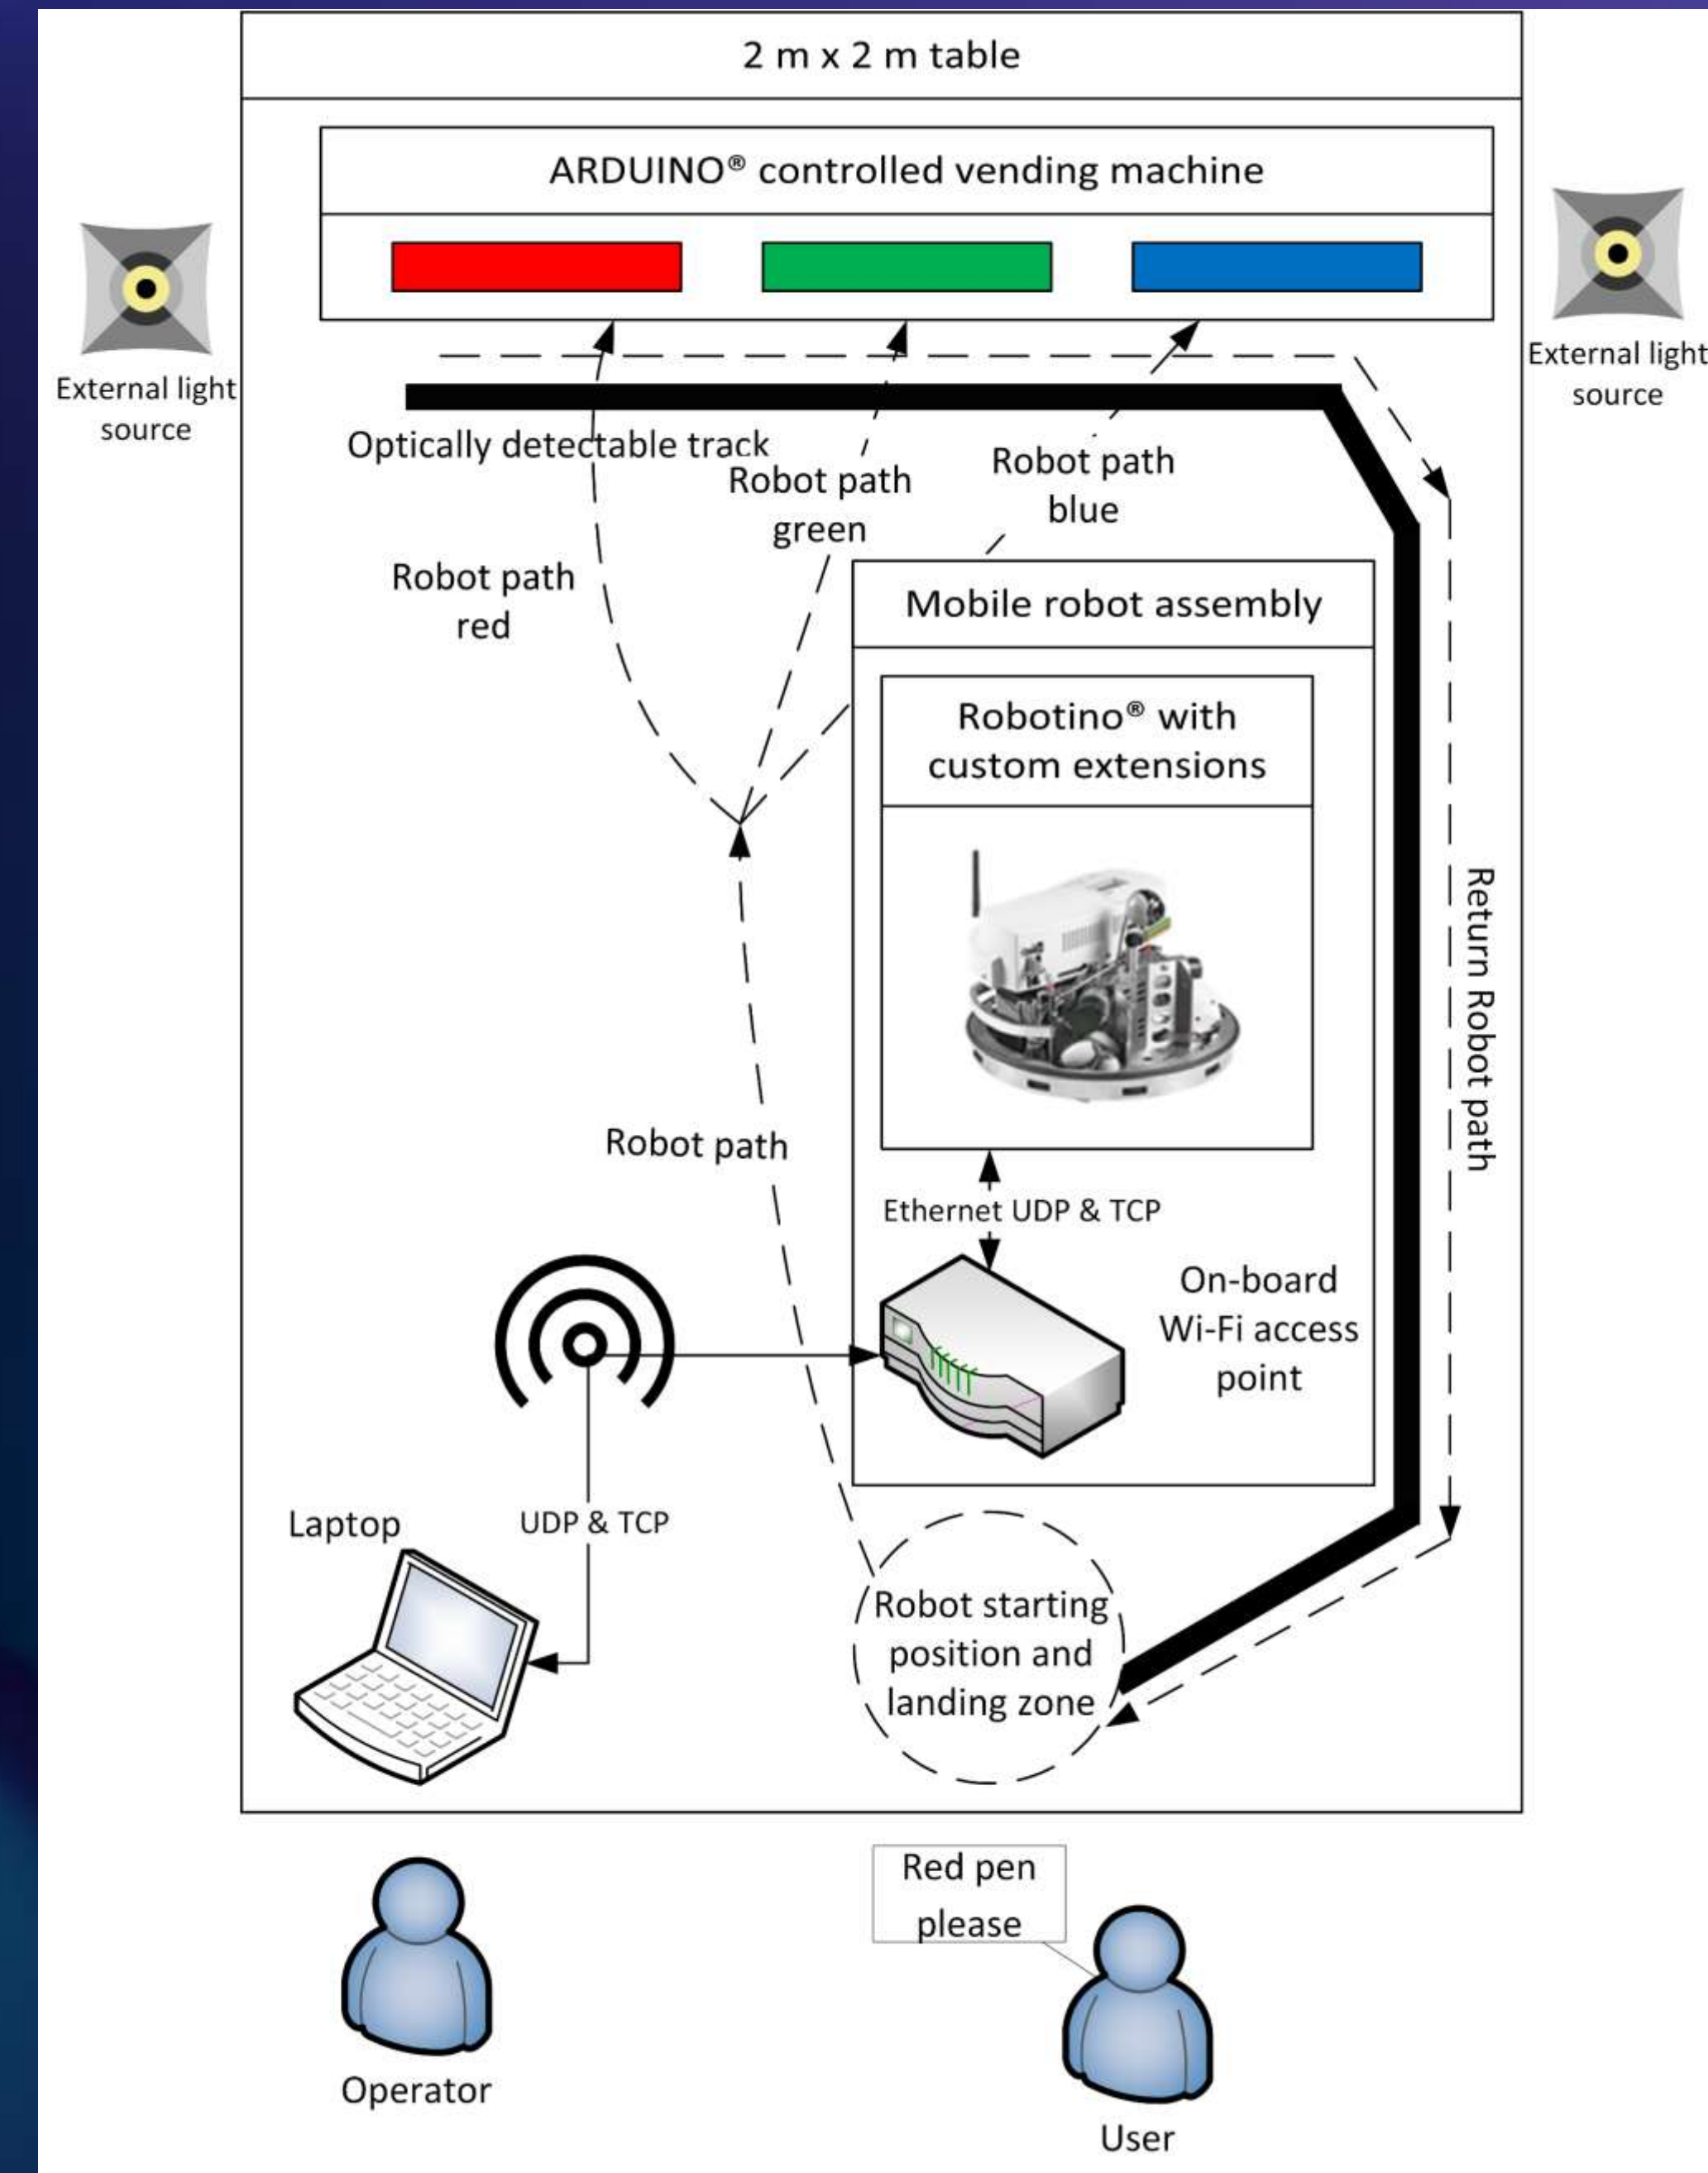 2 m x 2 m table
ARDUINO® controlled vending machine
External light
source
External light
source
Optically detectable track
Robot path
green
Robot path
blue
Robot path
red
Mobile robot assembly
Robotino® with
custom extensions
Return Robot path
Robot path
Ethernet UDP & TCP
On-board
Wi-Fi access
point
Laptop
UDP & TCP
Robot starting
position and
landing zone
Red pen
please
Operator
User